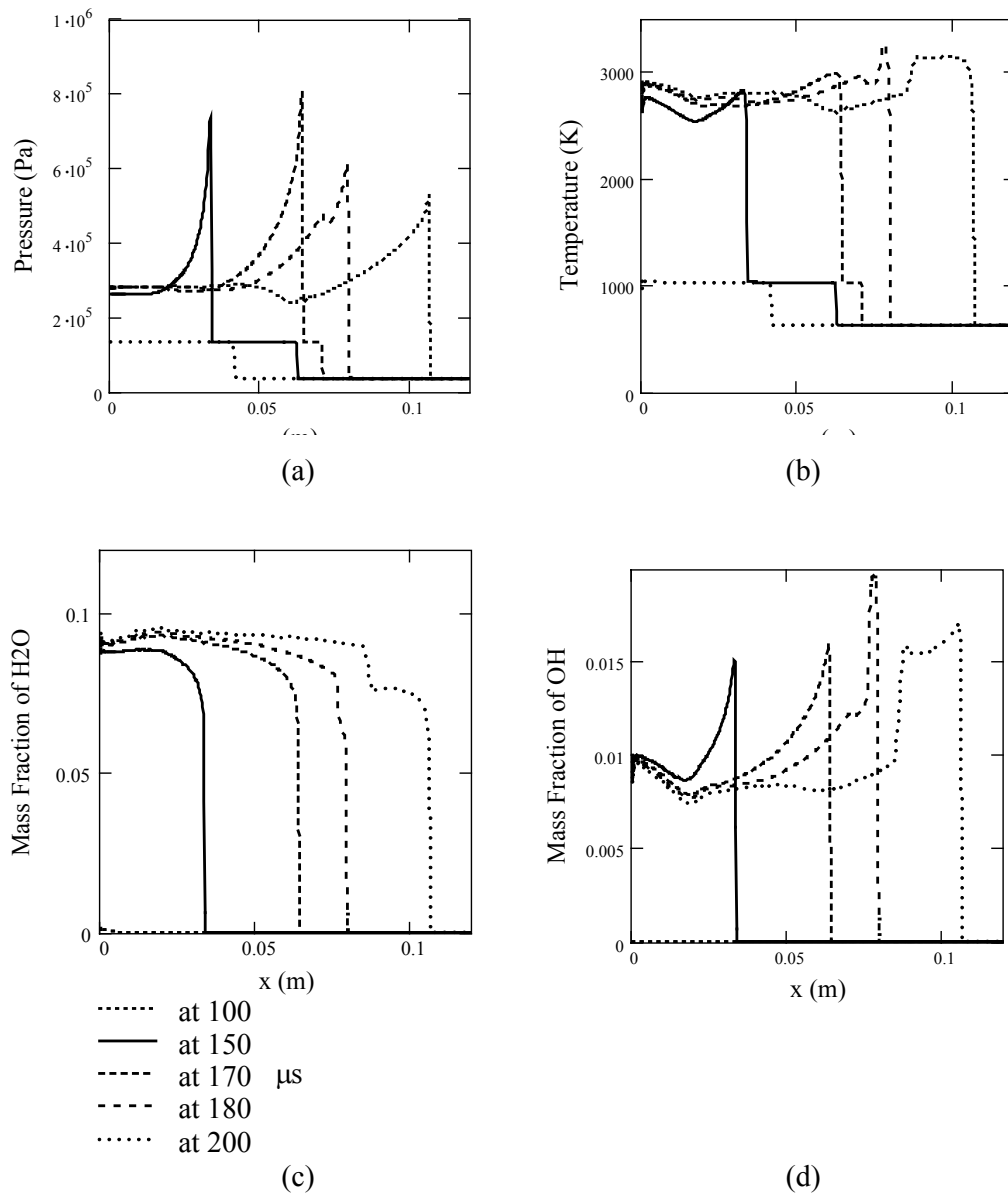 1·10⁶
8·10⁵
6·10⁵
4·10⁵
2·10⁵
0
0
0.05
0.1
Pressure (Pa)
(a)
3000
2000
1000
0
0
0.05
0.1
Temperature (K)
(b)
0.1
0.05
0
0
0.05
0.1
Mass Fraction of H2O
x (m)
0.015
0.01
0.005
0
0
0.05
0.1
Mass Fraction of OH
x (m)
at 100
at 150
at 170 µs
at 180
at 200
(c)
(d)